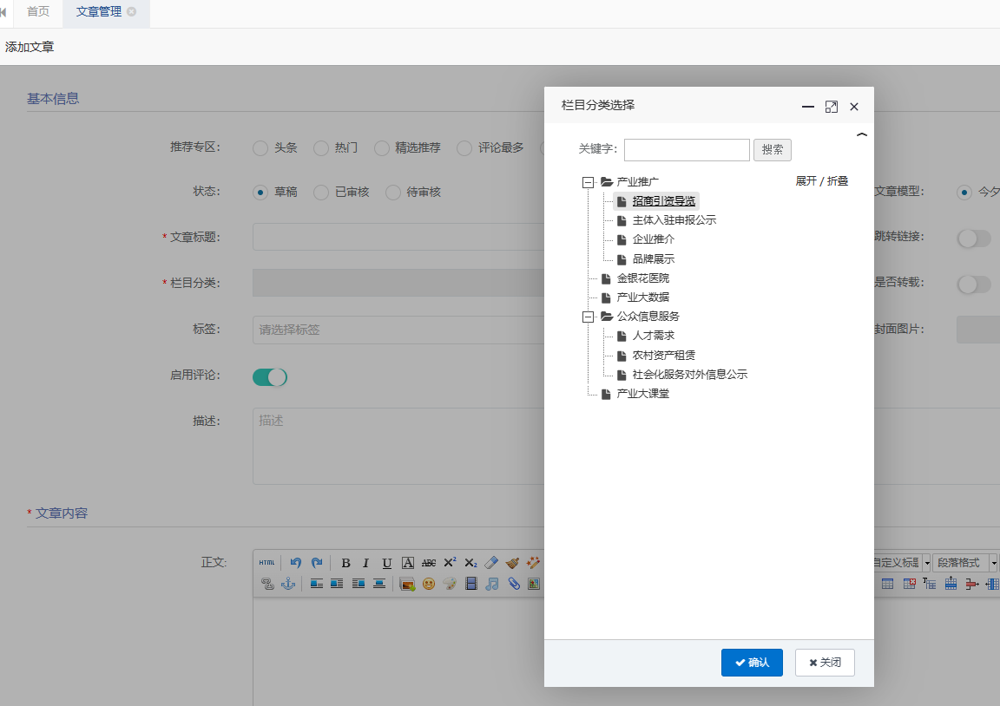 首页
文章管理
添加文章
基本信息
推荐专区:
头条
热门
精选推荐
评论最多
状态:
草稿
已审核
待审核
* 文章标题:
* 栏目分类:
标签:
请选择标签
启用评论:
描述:
描述
* 文章内容
正文:
HTML
B I U A ABC X² X₂
栏目分类选择
关键字:
搜索
展开 / 折叠
产业推广
招商引资导览
主体入驻申报公示
企业推介
品牌展示
金银花医院
产业大数据
公众信息服务
人才需求
农村资产租赁
社会化服务对外信息公示
产业大课堂
确认
关闭
文章模型:
今夕
跳转链接:
是否转载:
封面图片:
自定义标题
段落格式